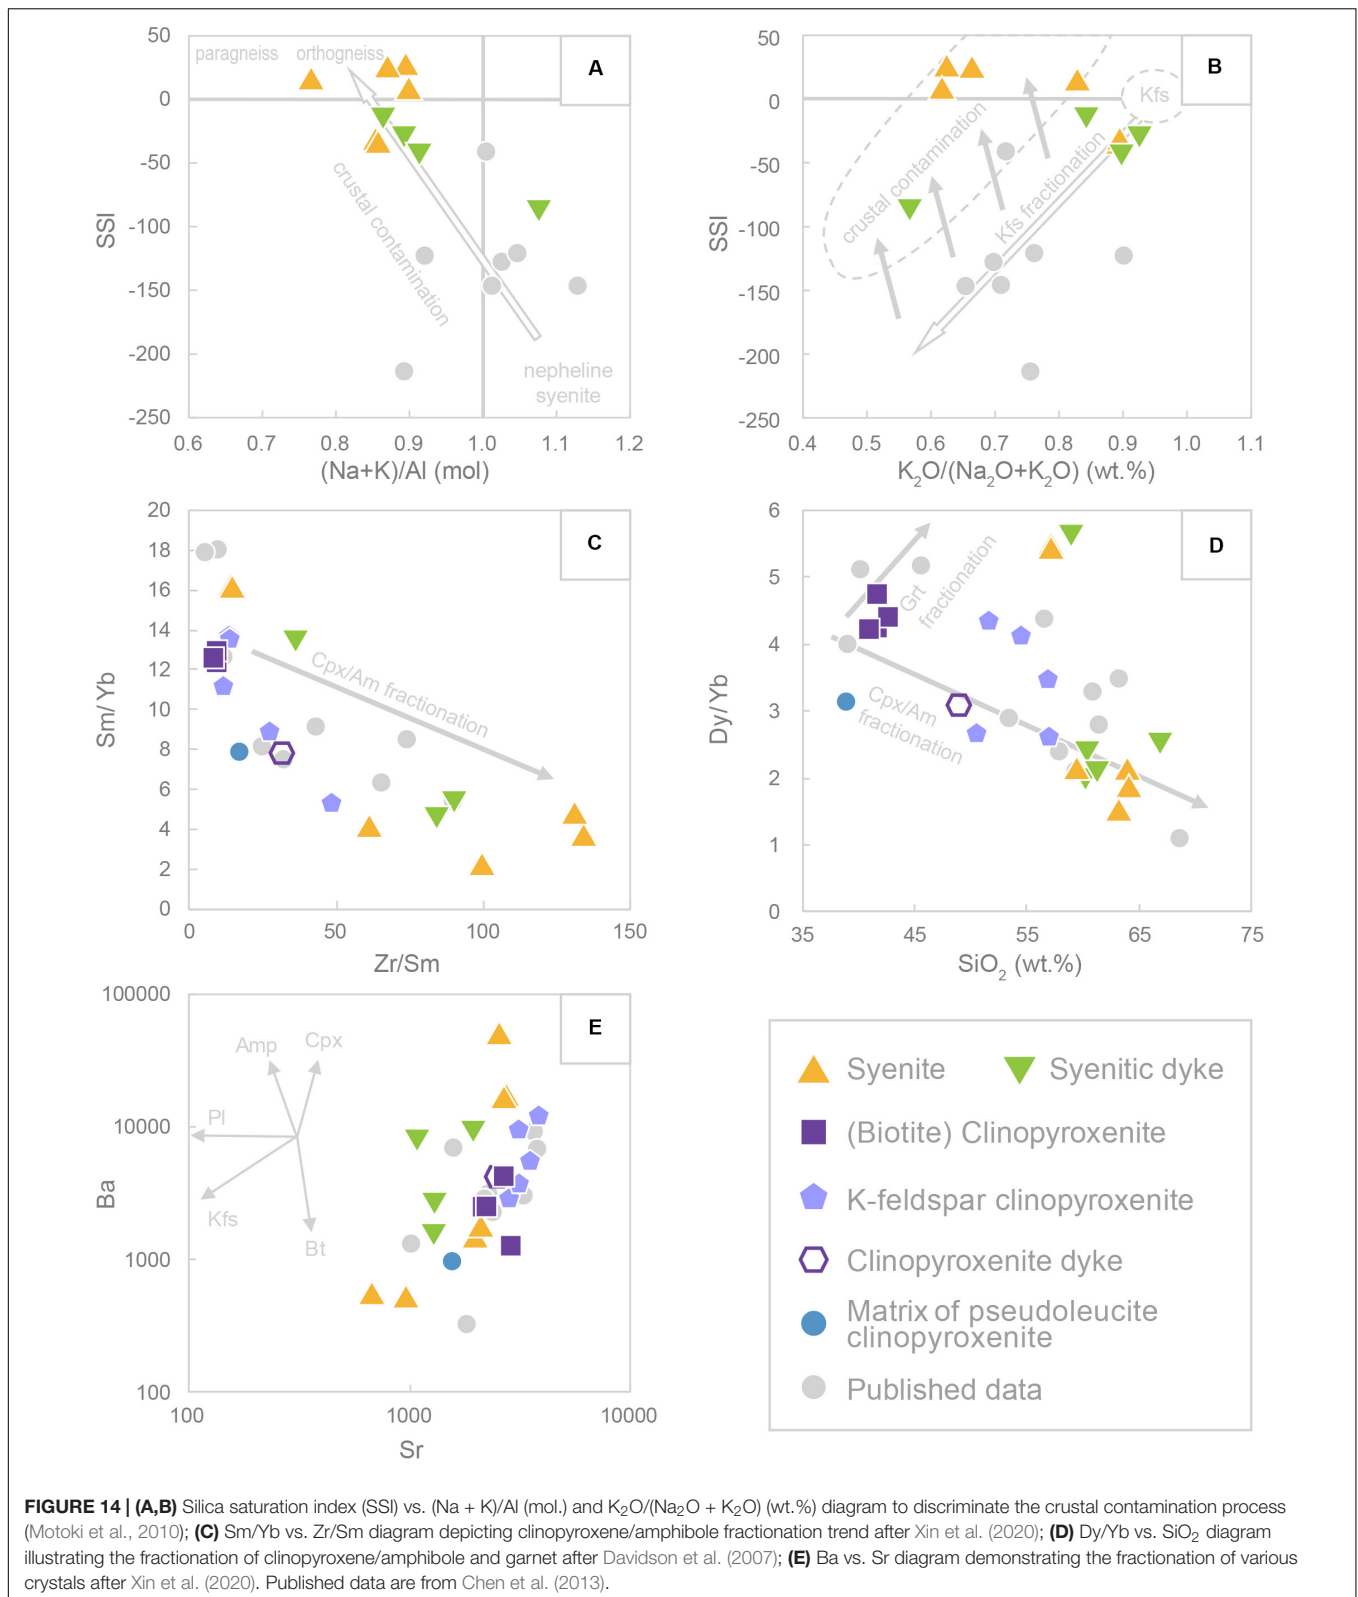 A
paragneiss orthogneiss
crustal contamination
nepheline
syenite
50
0
-50
-100
-150
-200
-250
SSI
0.6 0.7 0.8 0.9 1.0 1.1 1.2
(Na+K)/Al (mol)
B
Kfs
crustal contamination
Kfs fractionation
50
0
-50
-100
-150
-200
-250
SSI
0.4 0.5 0.6 0.7 0.8 0.9 1.0 1.1
K₂O/(Na₂O+K₂O) (wt.%)
C
Cpx/Am fractionation
20
18
16
14
12
10
8
6
4
2
0
Sm/Yb
0 50 100 150
Zr/Sm
D
Grt
fractionation
Cpx/Am
fractionation
6
5
4
3
2
1
0
Dy/Yb
35 45 55 65 75
SiO₂ (wt.%)
E
Amp Cpx
Pl
Kfs
Bt
100000
10000
1000
100
Ba
100 1000 10000
Sr
Syenite Syenitic dyke
(Biotite) Clinopyroxenite
K-feldspar clinopyroxenite
Clinopyroxenite dyke
Matrix of pseudoleucite
clinopyroxenite
Published data
FIGURE 14 | (A,B) Silica saturation index (SSI) vs. (Na + K)/Al (mol.) and K₂O/(Na₂O + K₂O) (wt.%) diagram to discriminate the crustal contamination process
(Motoki et al., 2010); (C) Sm/Yb vs. Zr/Sm diagram depicting clinopyroxene/amphibole fractionation trend after Xin et al. (2020); (D) Dy/Yb vs. SiO₂ diagram
illustrating the fractionation of clinopyroxene/amphibole and garnet after Davidson et al. (2007); (E) Ba vs. Sr diagram demonstrating the fractionation of various
crystals after Xin et al. (2020). Published data are from Chen et al. (2013).